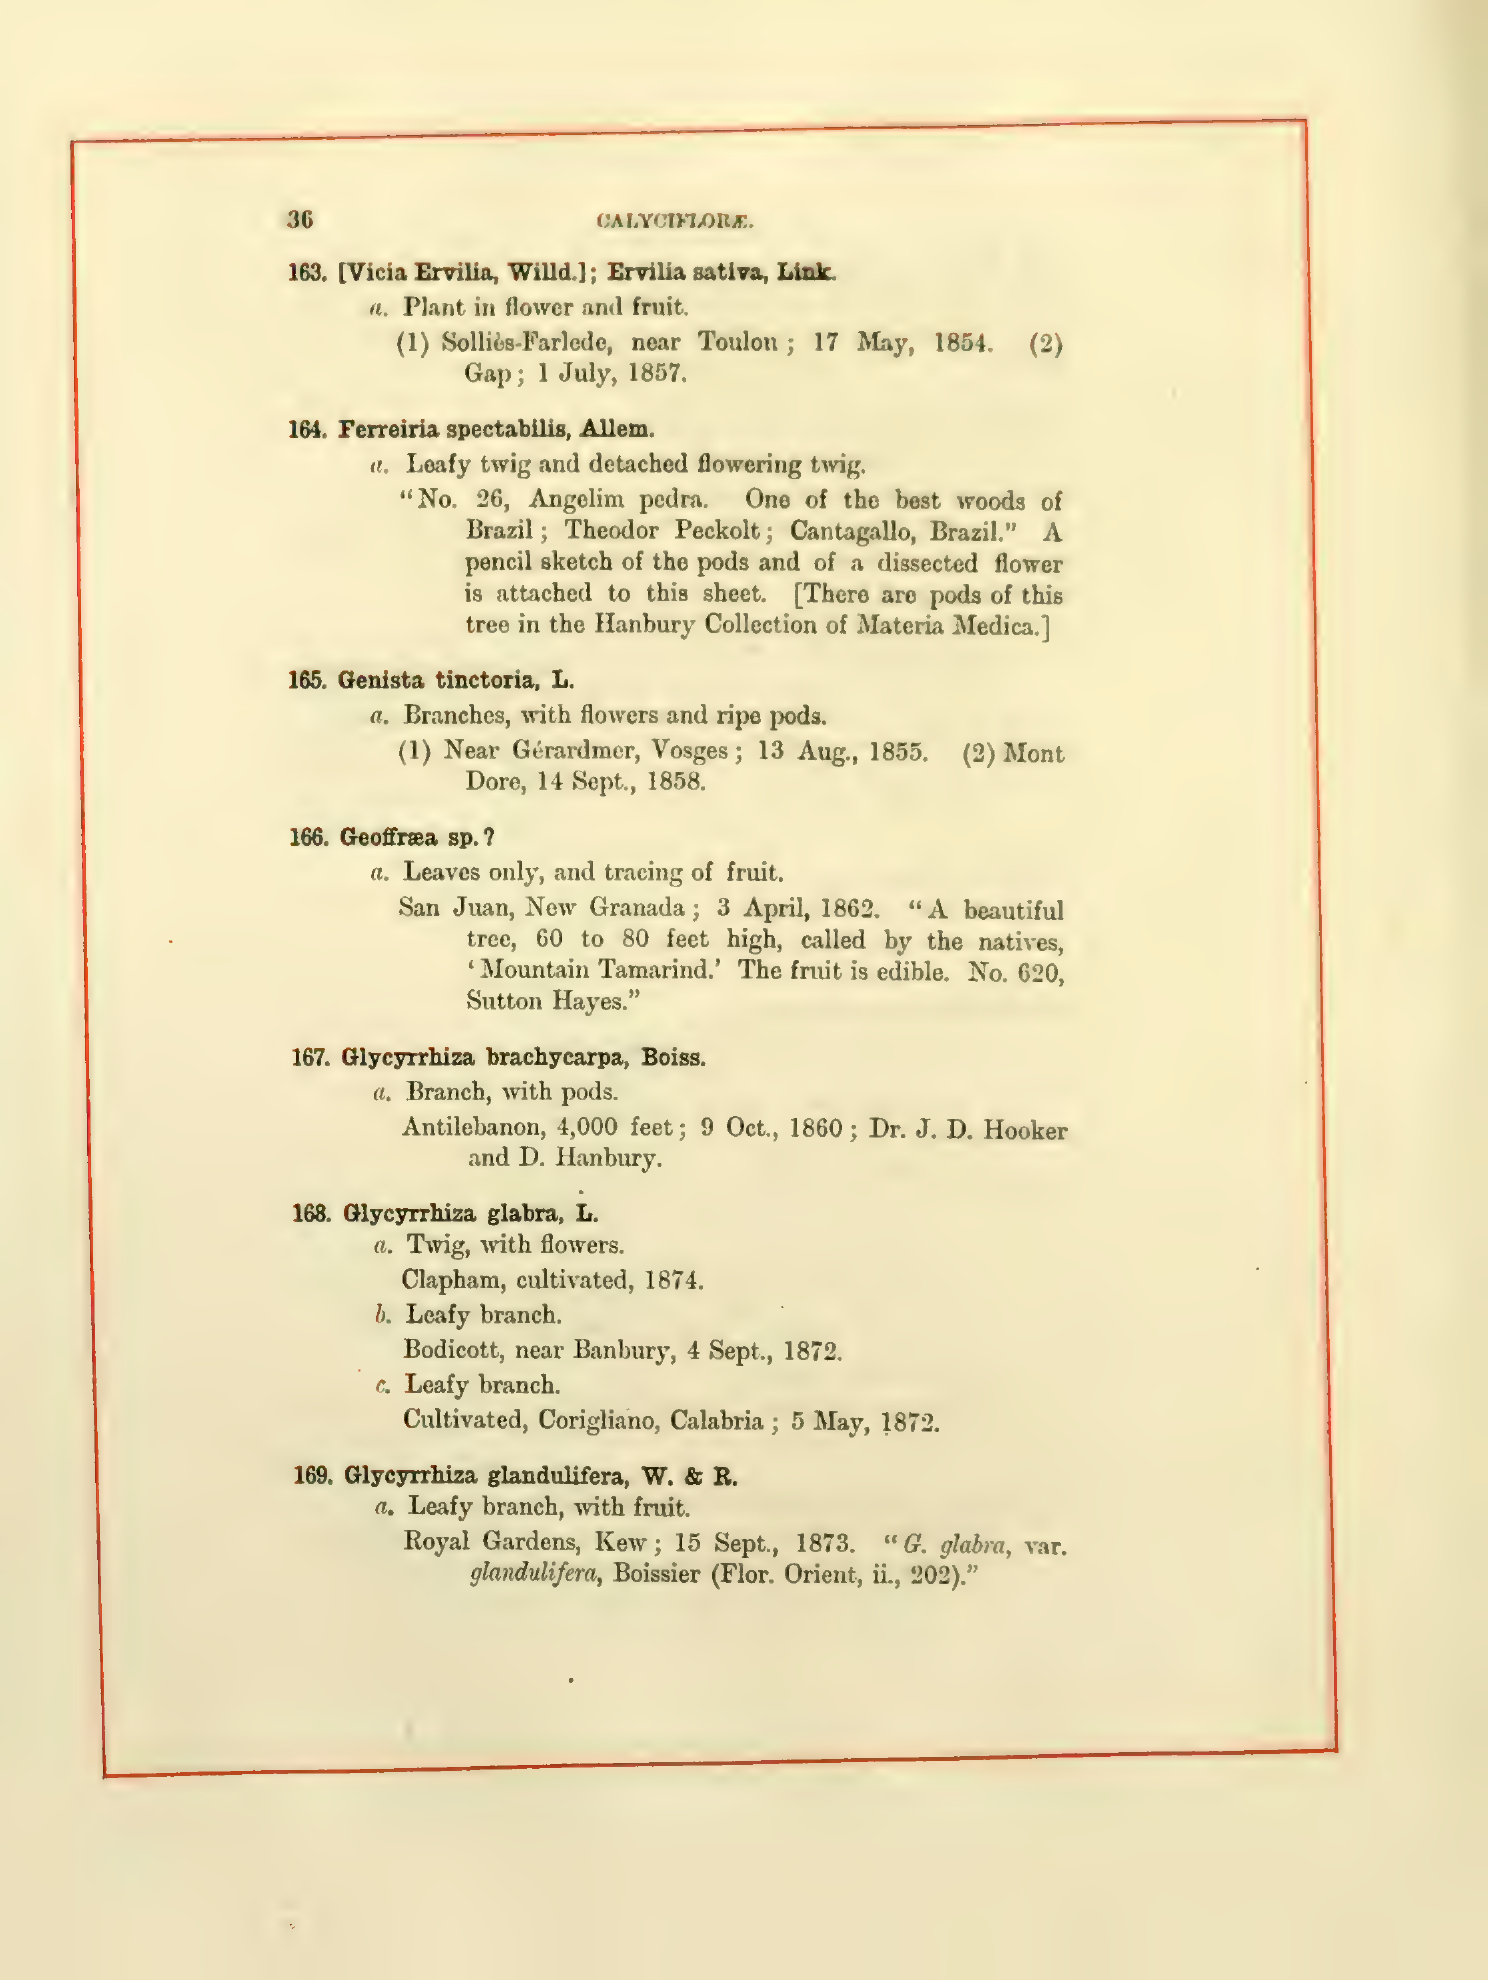 36 CALYCIFLORÆ.
163. [Vicia Ervilia, Willd.]; Ervilia sativa, Link.
a. Plant in flower and fruit.
(1) Solliès-Farlede, near Toulon; 17 May, 1854. (2)
Gap; 1 July, 1857.
164. Ferreiria spectabilis, Allem.
a. Leafy twig and detached flowering twig.
“No. 26, Angelim pedra. One of the best woods of
Brazil; Theodor Peckolt; Cantagallo, Brazil.” A
pencil sketch of the pods and of a dissected flower
is attached to this sheet. [There are pods of this
tree in the Hanbury Collection of Materia Medica.]
165. Genista tinctoria, L.
a. Branches, with flowers and ripe pods.
(1) Near Gérardmer, Vosges; 13 Aug., 1855. (2) Mont
Dore, 14 Sept., 1858.
166. Geoffræa sp.?
a. Leaves only, and tracing of fruit.
San Juan, New Granada; 3 April, 1862. “A beautiful
tree, 60 to 80 feet high, called by the natives,
‘Mountain Tamarind.’ The fruit is edible. No. 620,
Sutton Hayes.”
167. Glycyrrhiza brachycarpa, Boiss.
a. Branch, with pods.
Antilebanon, 4,000 feet; 9 Oct., 1860; Dr. J. D. Hooker
and D. Hanbury.
168. Glycyrrhiza glabra, L.
a. Twig, with flowers.
Clapham, cultivated, 1874.
b. Leafy branch.
Bodicott, near Banbury, 4 Sept., 1872.
c. Leafy branch.
Cultivated, Corigliano, Calabria; 5 May, 1872.
169. Glycyrrhiza glandulifera, W. & R.
a. Leafy branch, with fruit.
Royal Gardens, Kew; 15 Sept., 1873. “G. glabra, var.
glandulifera, Boissier (Flor. Orient, ii., 202).”